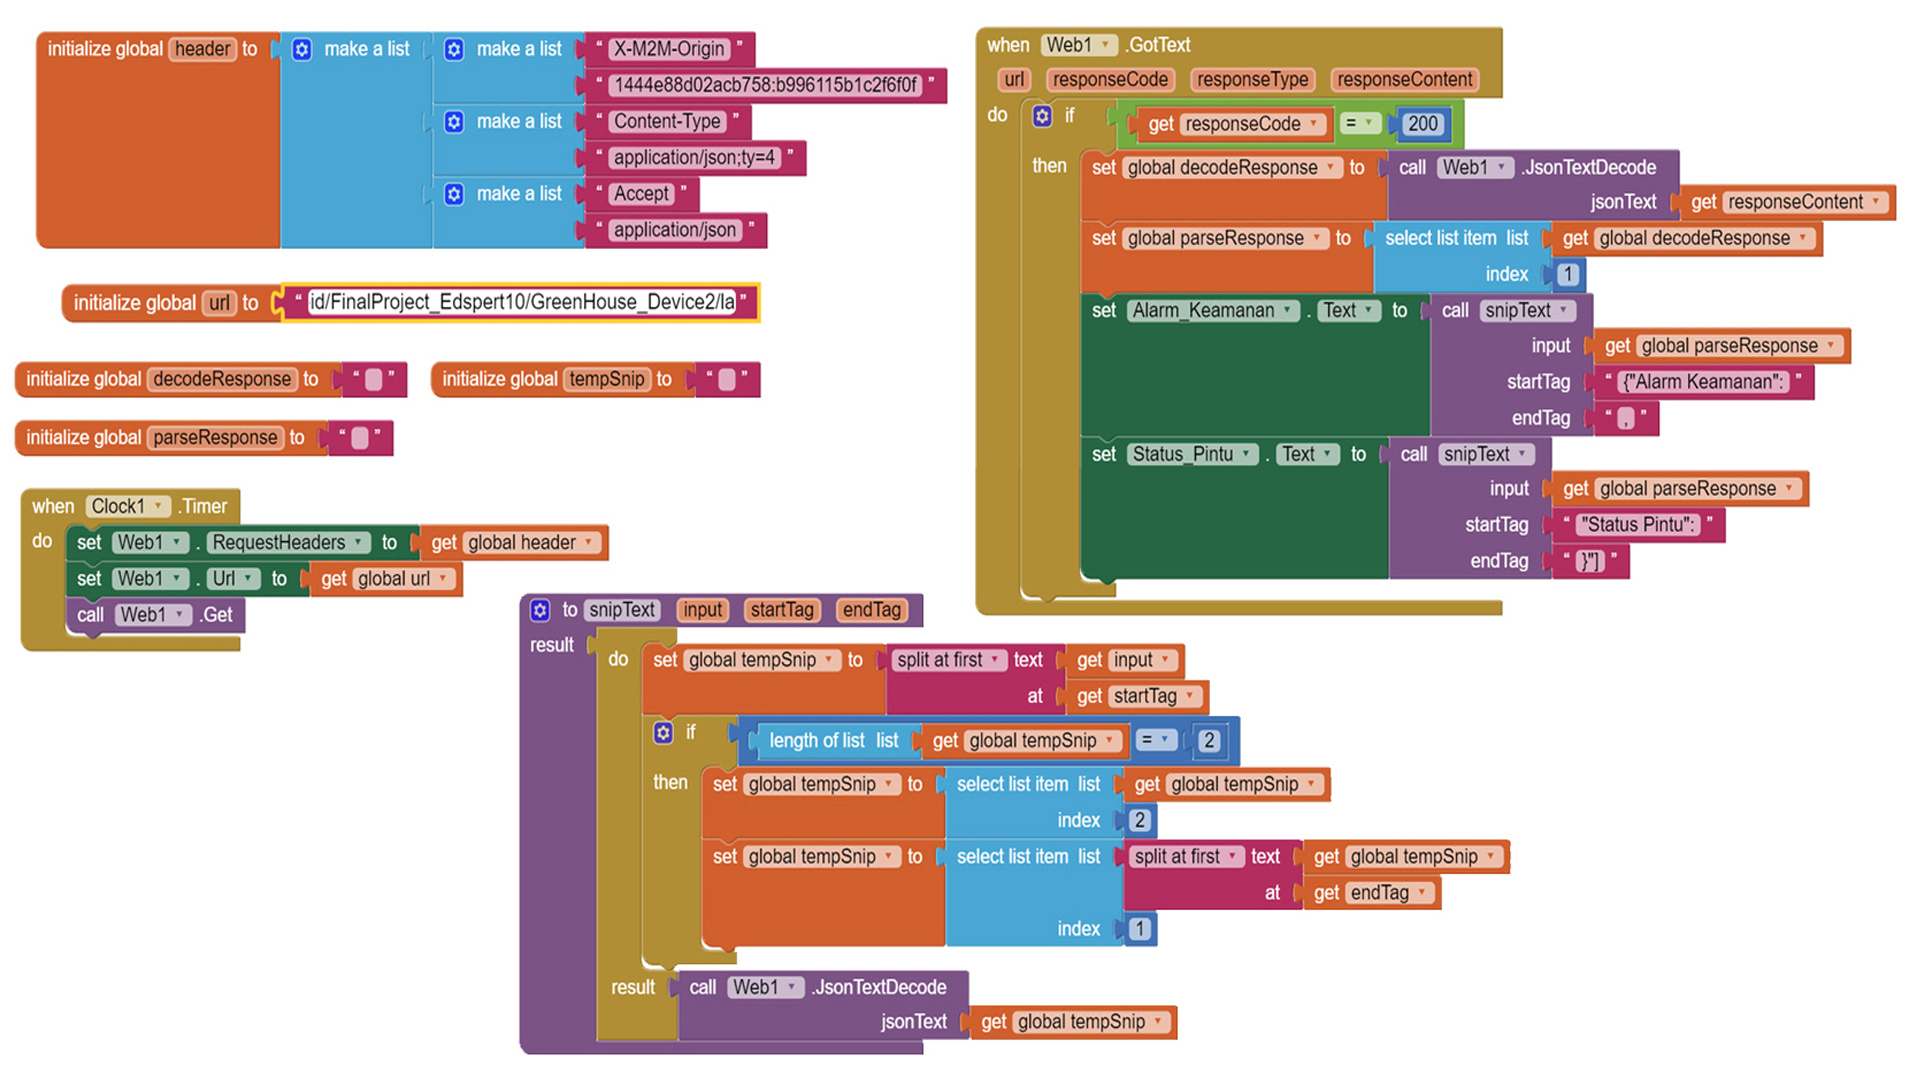 initialize global header to make a list make a list " X-M2M-Origin "
" 1444e88d02acb758:b996115b1c2f6f0f "
make a list " Content-Type "
" application/json;ty=4 "
make a list " Accept "
" application/json "
initialize global url to " id/FinalProject_Edspert10/GreenHouse_Device2/la "
initialize global decodeResponse to " "
initialize global tempSnip to " "
initialize global parseResponse to " "
when Clock1 .Timer
do set Web1 . RequestHeaders to get global header
set Web1 . Url to get global url
call Web1 .Get
when Web1 .GotText
url responseCode responseType responseContent
do if get responseCode = 200
then set global decodeResponse to call Web1 .JsonTextDecode
jsonText get responseContent
set global parseResponse to select list item list get global decodeResponse
index 1
set Alarm_Keamanan . Text to call snipText
input get global parseResponse
startTag " {"Alarm Keamanan": "
endTag " , "
set Status_Pintu . Text to call snipText
input get global parseResponse
startTag " "Status Pintu": "
endTag " }"] "
to snipText input startTag endTag
result do set global tempSnip to split at first text get input
at get startTag
if length of list list get global tempSnip = 2
then set global tempSnip to select list item list get global tempSnip
index 2
set global tempSnip to select list item list split at first text get global tempSnip
at get endTag
index 1
result call Web1 .JsonTextDecode
jsonText get global tempSnip